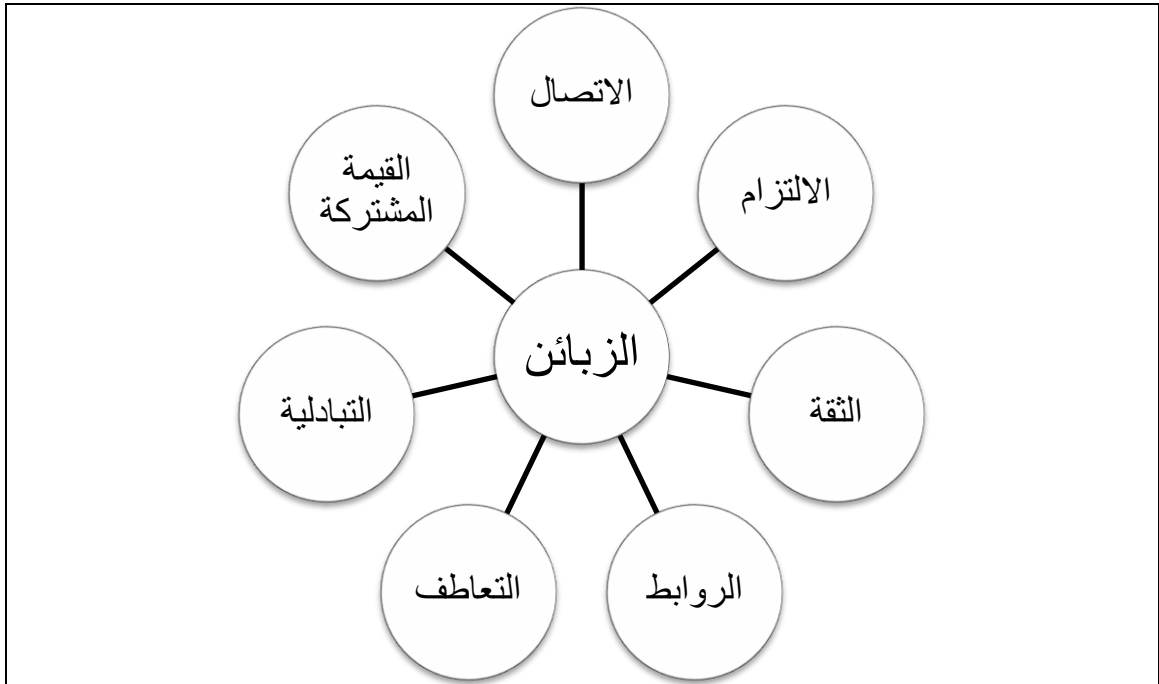 الاتصال
الالتزام
القيمة
المشتركة
الزبائن
الثقة
التبادلية
الروابط
التعاطف